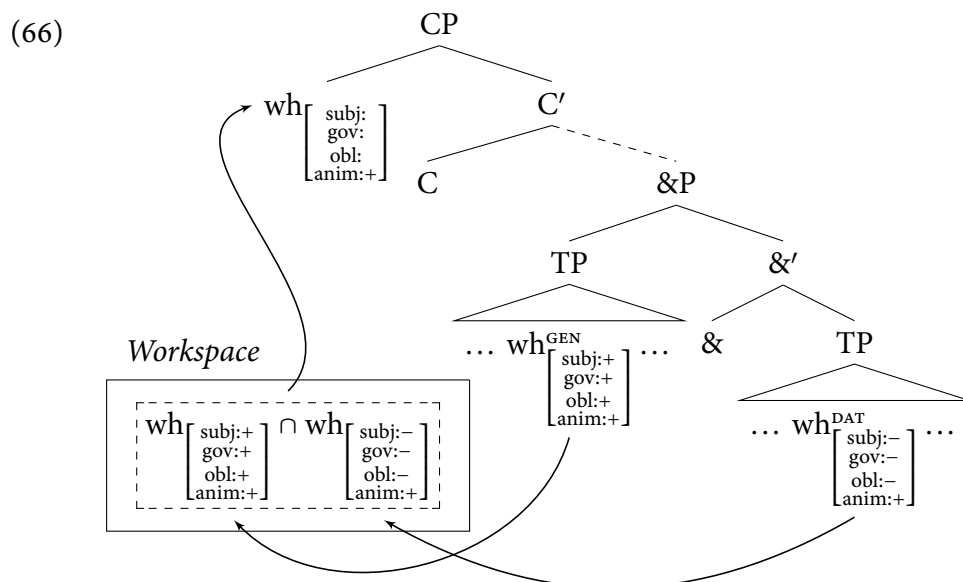 (66)
CP
wh[subj: gov: obl: anim:+]
C′
C
&P
TP
&′
… wh^GEN[subj:+ gov:+ obl:+ anim:+] …
&
TP
… wh^DAT[subj:– gov:– obl:– anim:+] …
Workspace
wh[subj:+ gov:+ obl:+ anim:+] ∩ wh[subj:– gov:– obl:– anim:+]